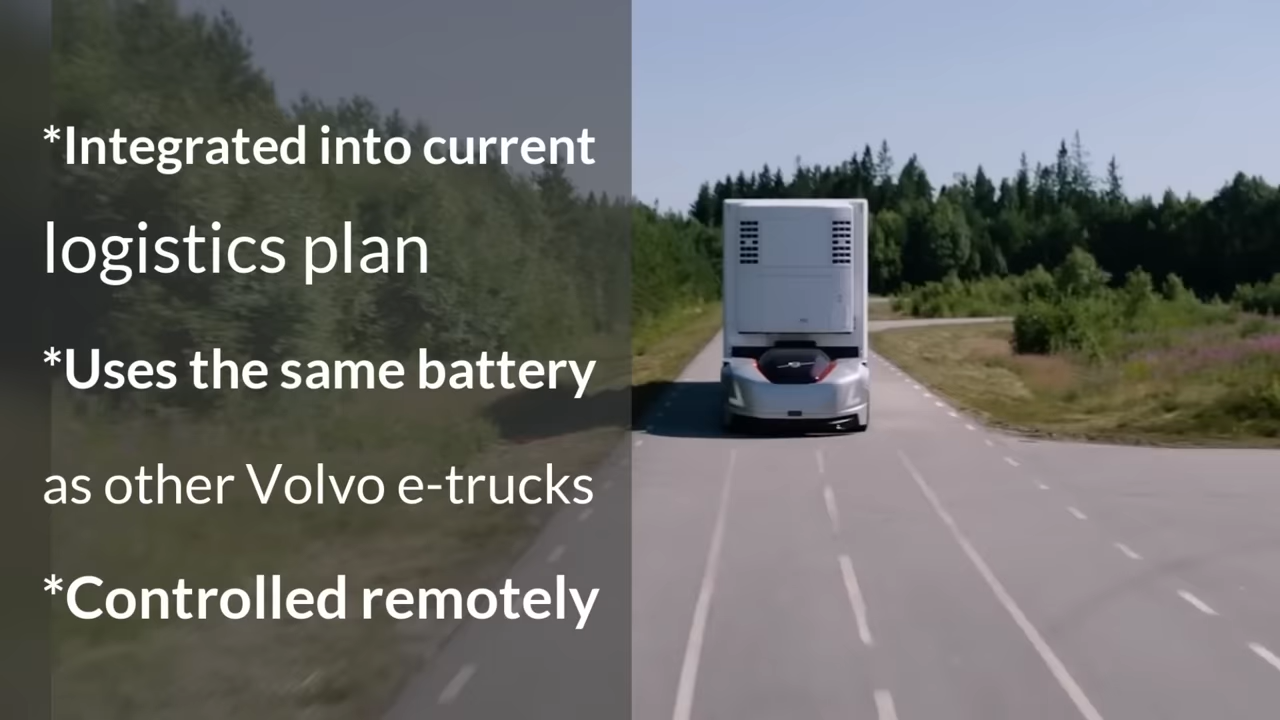 *Integrated into current
logistics plan
*Uses the same battery
as other Volvo e-trucks
*Controlled remotely